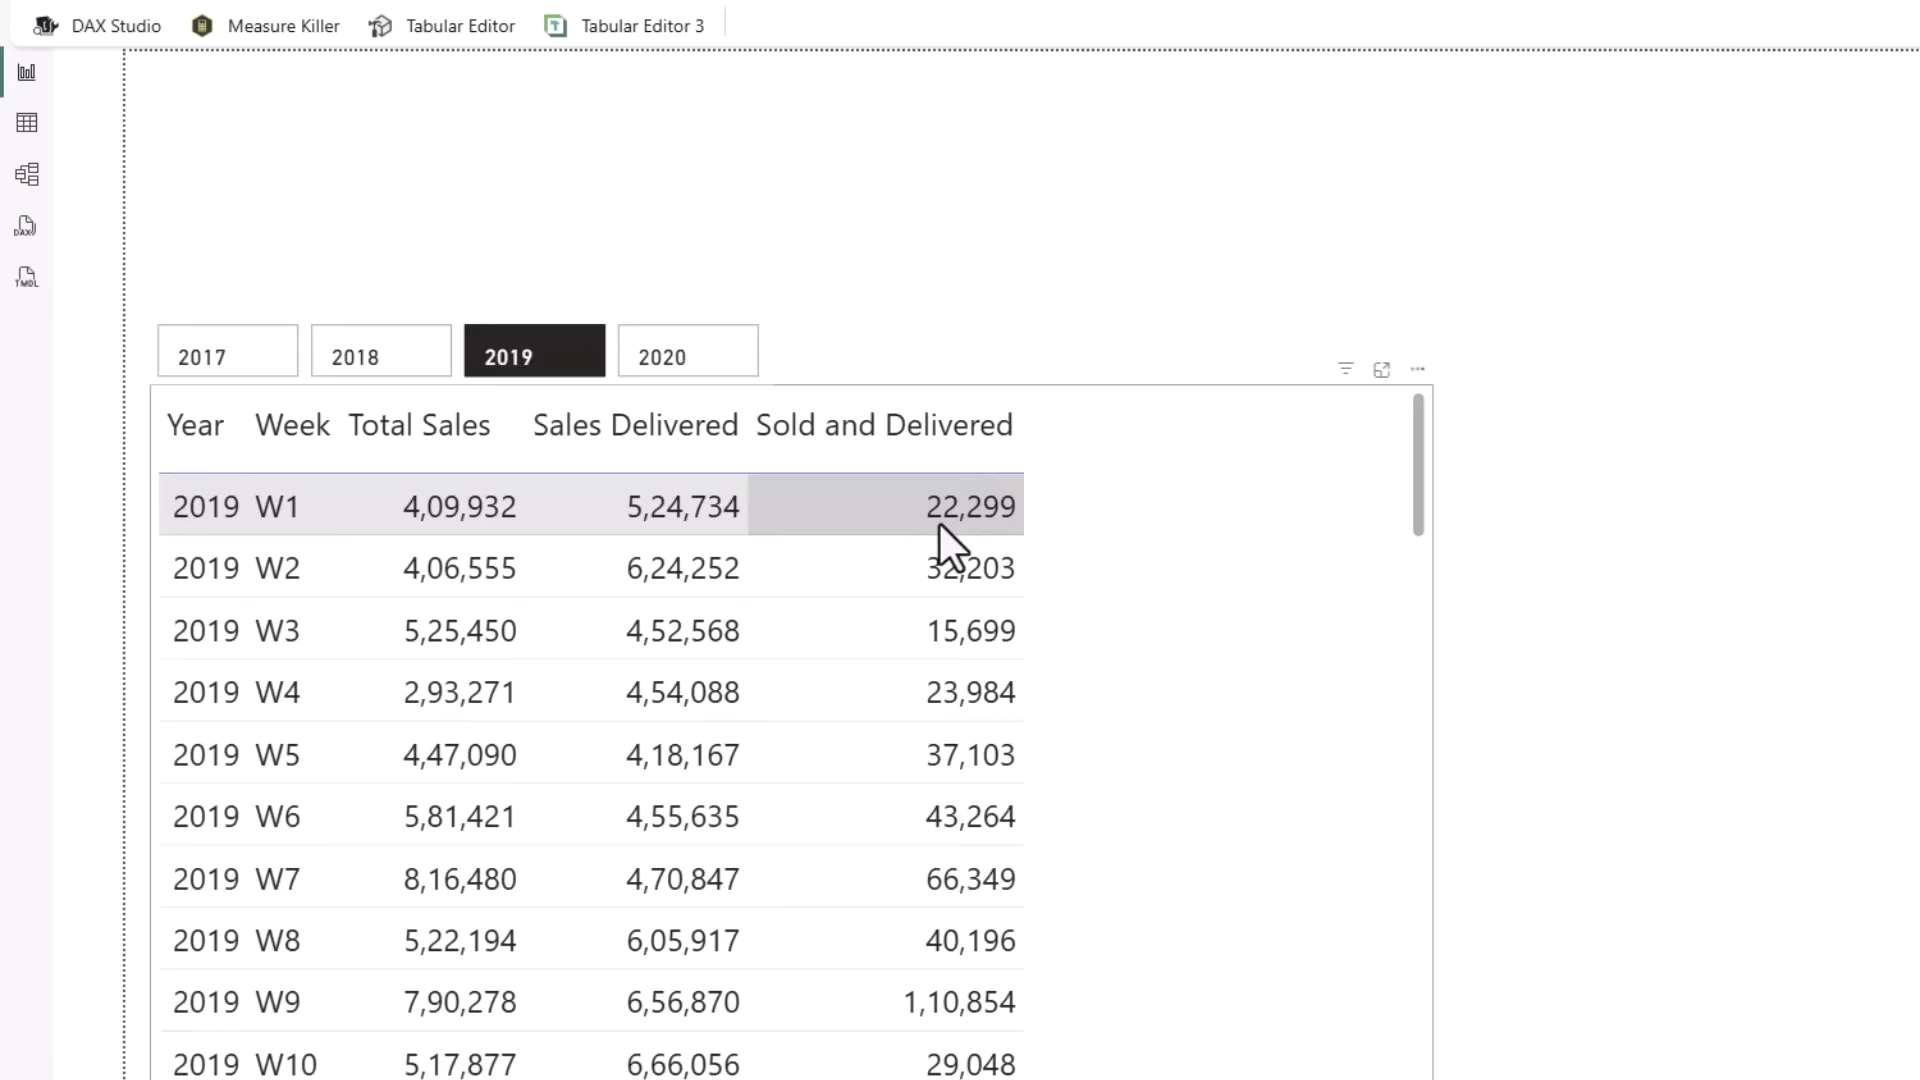 DAX Studio Measure Killer Tabular Editor Tabular Editor 3
DAX
TMDL
2017 2018 2019 2020
Year Week Total Sales Sales Delivered Sold and Delivered
2019 W1 4,09,932 5,24,734 22,299
2019 W2 4,06,555 6,24,252 32,203
2019 W3 5,25,450 4,52,568 15,699
2019 W4 2,93,271 4,54,088 23,984
2019 W5 4,47,090 4,18,167 37,103
2019 W6 5,81,421 4,55,635 43,264
2019 W7 8,16,480 4,70,847 66,349
2019 W8 5,22,194 6,05,917 40,196
2019 W9 7,90,278 6,56,870 1,10,854
2019 W10 5,17,877 6,66,056 29,048